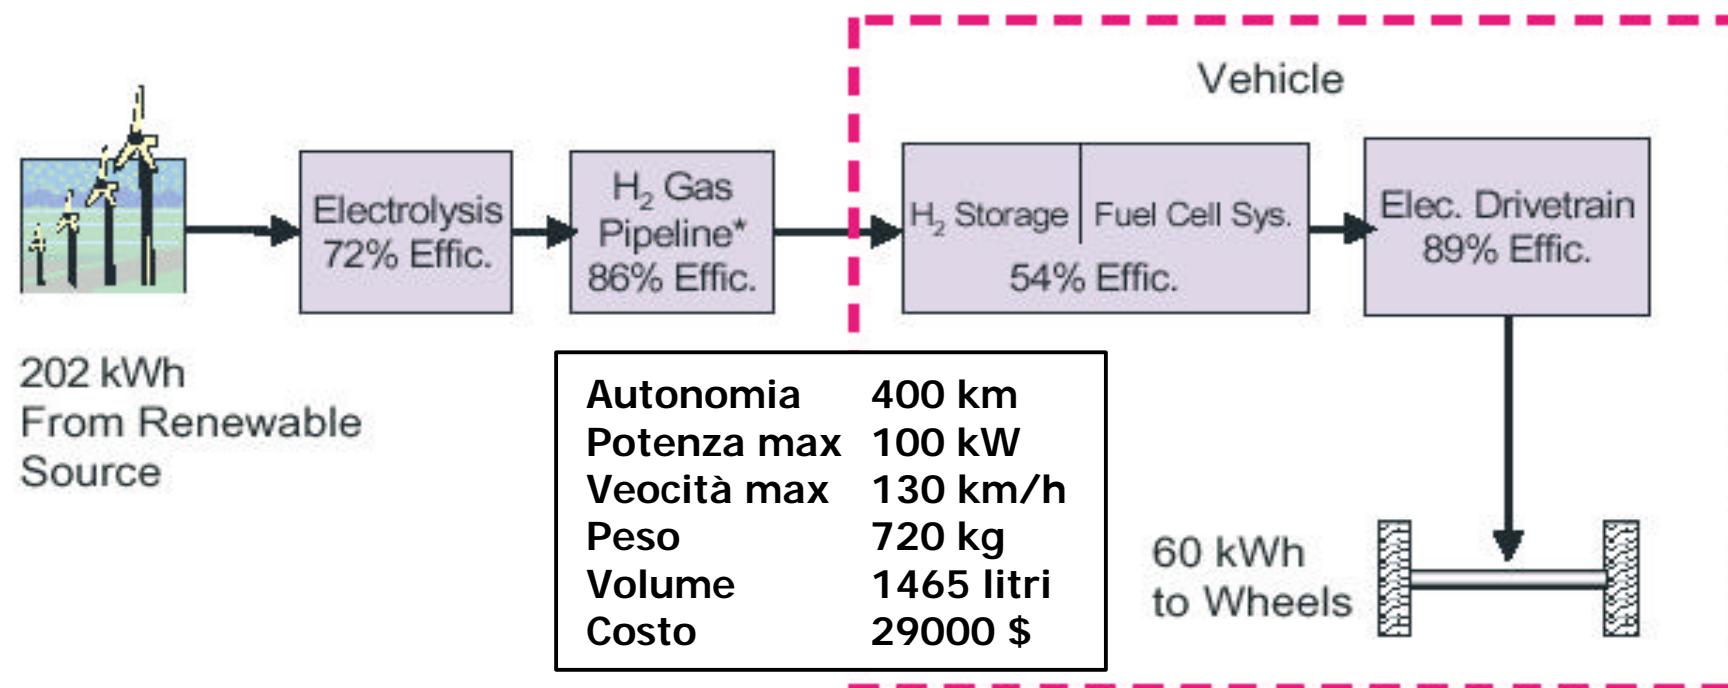 Vehicle
Electrolysis
72% Effic.
H₂ Gas
Pipeline*
86% Effic.
H₂ Storage
Fuel Cell Sys.
54% Effic.
Elec. Drivetrain
89% Effic.
202 kWh
From Renewable
Source
Autonomia 400 km
Potenza max 100 kW
Veocità max 130 km/h
Peso 720 kg
Volume 1465 litri
Costo 29000 $
60 kWh
to Wheels